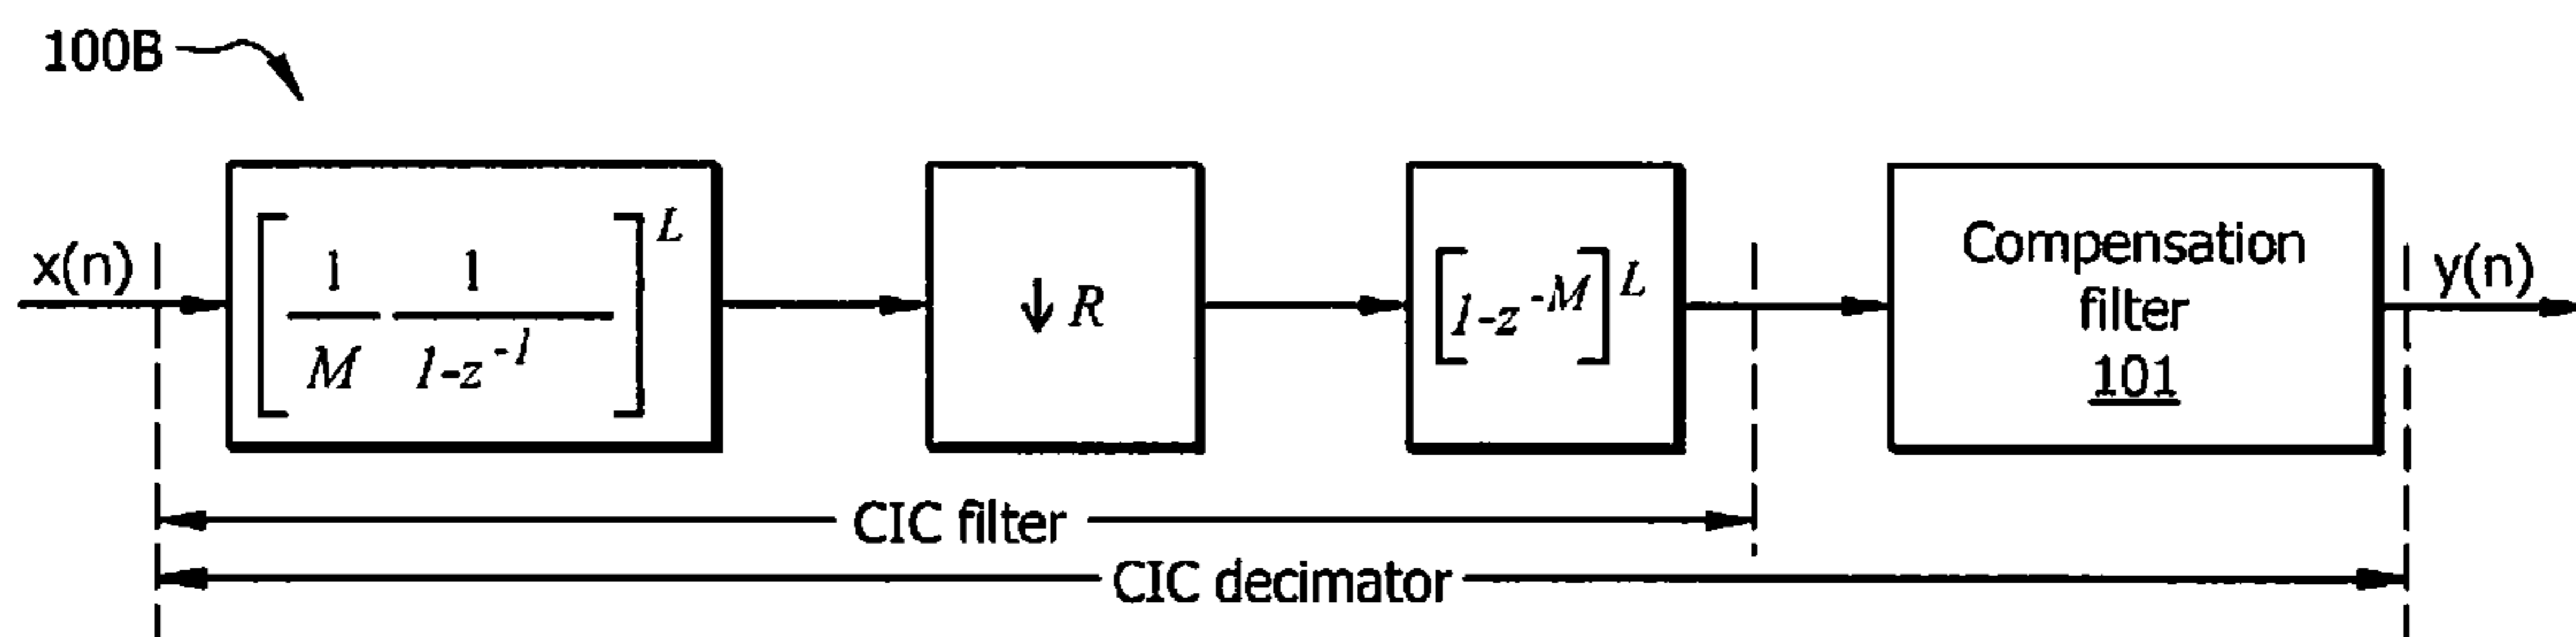 100B
x(n)
[ 1/M 1/1-z^-1 ]^L
↓ R
[1-z^-M]^L
Compensation
filter
101
y(n)
CIC filter
CIC decimator